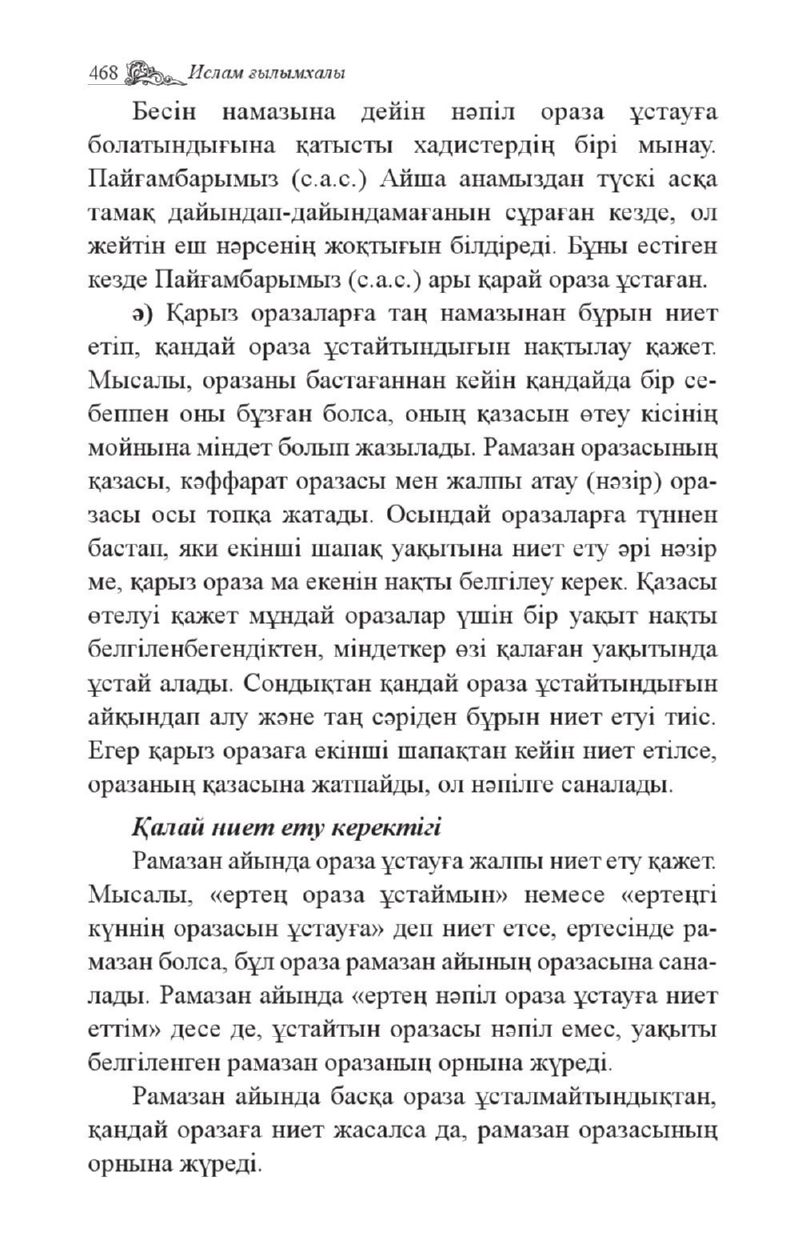 468 Ислам ғылымхалы
Бесін намазына дейін нәпіл ораза ұстауға
болатындығына қатысты хадистердің бірі мынау.
Пайғамбарымыз (с.а.с.) Айша анамыздан түскі асқа
тамақ дайындап-дайындамағанын сұраған кезде, ол
жейтін еш нәрсенің жоқтығын білдіреді. Бұны естіген
кезде Пайғамбарымыз (с.а.с.) ары қарай ораза ұстаған.
ә) Қарыз оразаларға таң намазынан бұрын ниет
етіп, қандай ораза ұстайтындығын нақтылау қажет.
Мысалы, оразаны бастағаннан кейін қандайда бір се-
беппен оны бұзған болса, оның қазасын өтеу кісінің
мойнына міндет болып жазылады. Рамазан оразасының
қазасы, кәффарат оразасы мен жалпы атау (нәзір) ора-
засы осы топқа жатады. Осындай оразаларға түннен
бастап, яки екінші шапақ уақытына ниет ету әрі нәзір
ме, қарыз ораза ма екенін нақты белгілеу керек. Қазасы
өтелуі қажет мұндай оразалар үшін бір уақыт нақты
белгіленбегендіктен, міндеткер өзі қалаған уақытында
ұстай алады. Сондықтан қандай ораза ұстайтындығын
айқындап алу және таң сәріден бұрын ниет етуі тиіс.
Егер қарыз оразаға екінші шапақтан кейін ниет етілсе,
оразаның қазасына жатпайды, ол нәпілге саналады.
Қалай ниет ету керектігі
Рамазан айында ораза ұстауға жалпы ниет ету қажет.
Мысалы, «ертең ораза ұстаймын» немесе «ертеңгі
күннің оразасын ұстауға» деп ниет етсе, ертесінде ра-
мазан болса, бұл ораза рамазан айының оразасына сана-
лады. Рамазан айында «ертең нәпіл ораза ұстауға ниет
еттім» десе де, ұстайтын оразасы нәпіл емес, уақыты
белгіленген рамазан оразаның орнына жүреді.
Рамазан айында басқа ораза ұсталмайтындықтан,
қандай оразаға ниет жасалса да, рамазан оразасының
орнына жүреді.